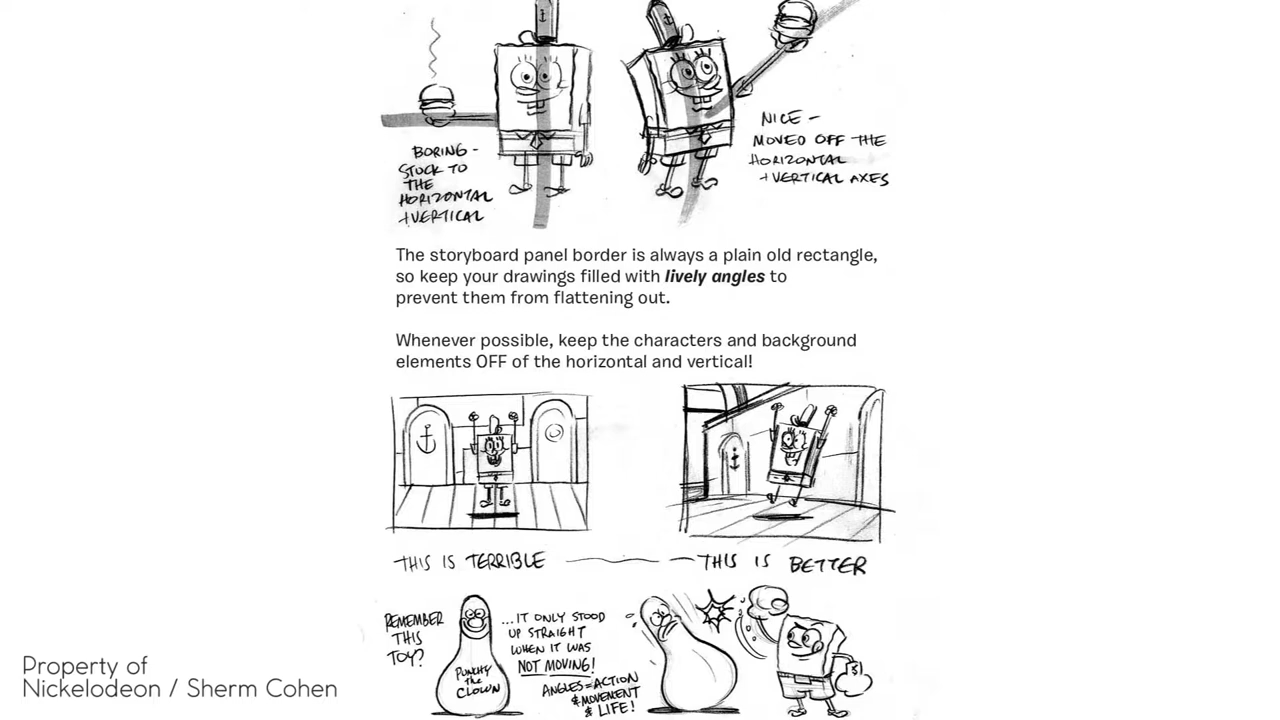 BORING -
STUCK TO
THE
HORIZONTAL
+VERTICAL
NICE -
MOVED OFF THE
HORIZONTAL
+VERTICAL AXES
The storyboard panel border is always a plain old rectangle,
so keep your drawings filled with lively angles to
prevent them from flattening out.
Whenever possible, keep the characters and background
elements OFF of the horizontal and vertical!
THIS IS TERRIBLE
THIS IS BETTER
REMEMBER
THIS
TOY?
PUNCHY
the
CLOWN
...IT ONLY STOOD
UP STRAIGHT
WHEN IT WAS
NOT MOVING!
ANGLES=ACTION
& MOVEMENT
& LIFE!
Property of
Nickelodeon / Sherm Cohen